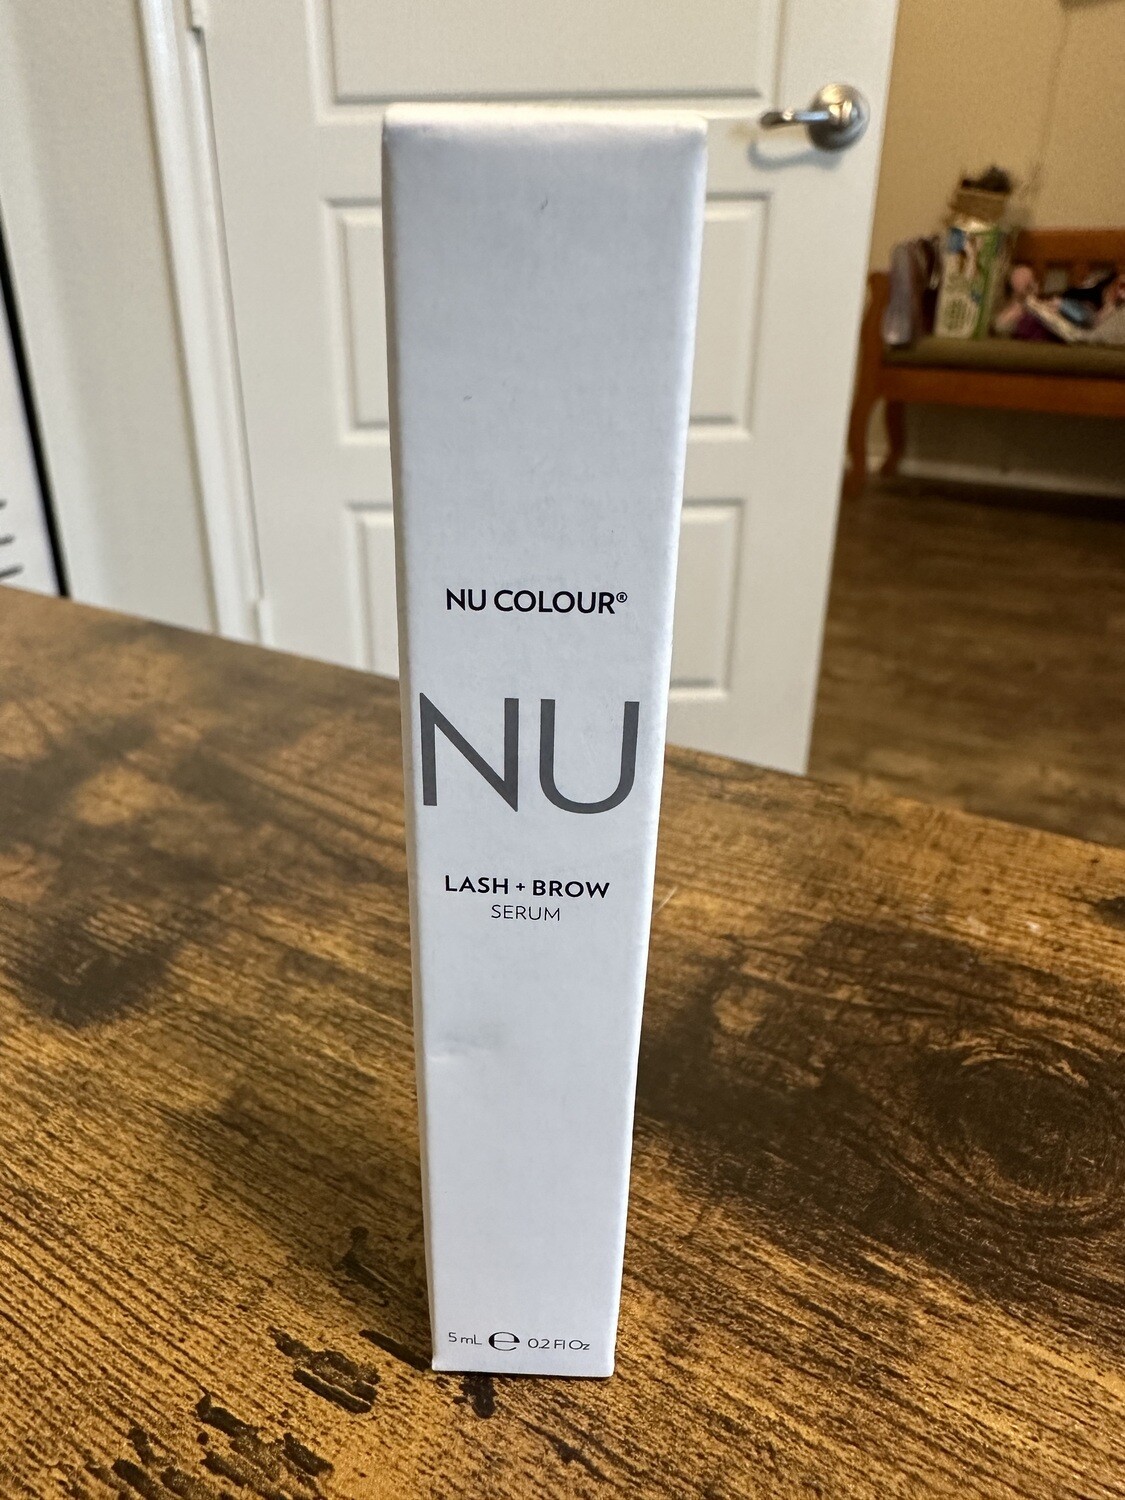 NU COLOUR®
NU
LASH + BROW
SERUM
5 mL ℮ 0.2 Fl Oz